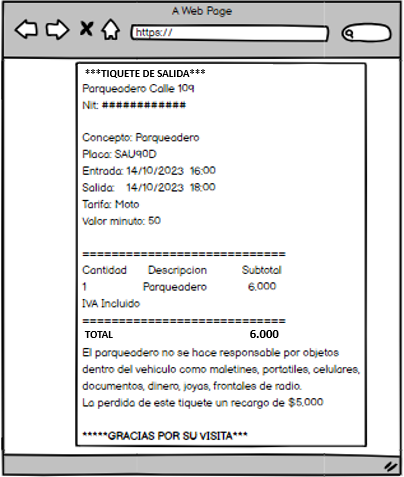 A Web Page
https://
***TIQUETE DE SALIDA***
Parqueadero Calle 109
Nit: ############
Concepto: Parqueadero
Placa: SAU90D
Entrada: 14/10/2023 16:00
Salida: 14/10/2023 18:00
Tarifa: Moto
Valor minuto: 50
============================
Cantidad Descripcion Subtotal
1 Parqueadero 6.000
IVA Incluido
============================
TOTAL 6.000
El parqueadero no se hace responsable por objetos
dentro del vehiculo como maletines, portatiles, celulares,
documentos, dinero, joyas, frontales de radio.
La perdida de este tiquete un recargo de $5,000
*****GRACIAS POR SU VISITA***